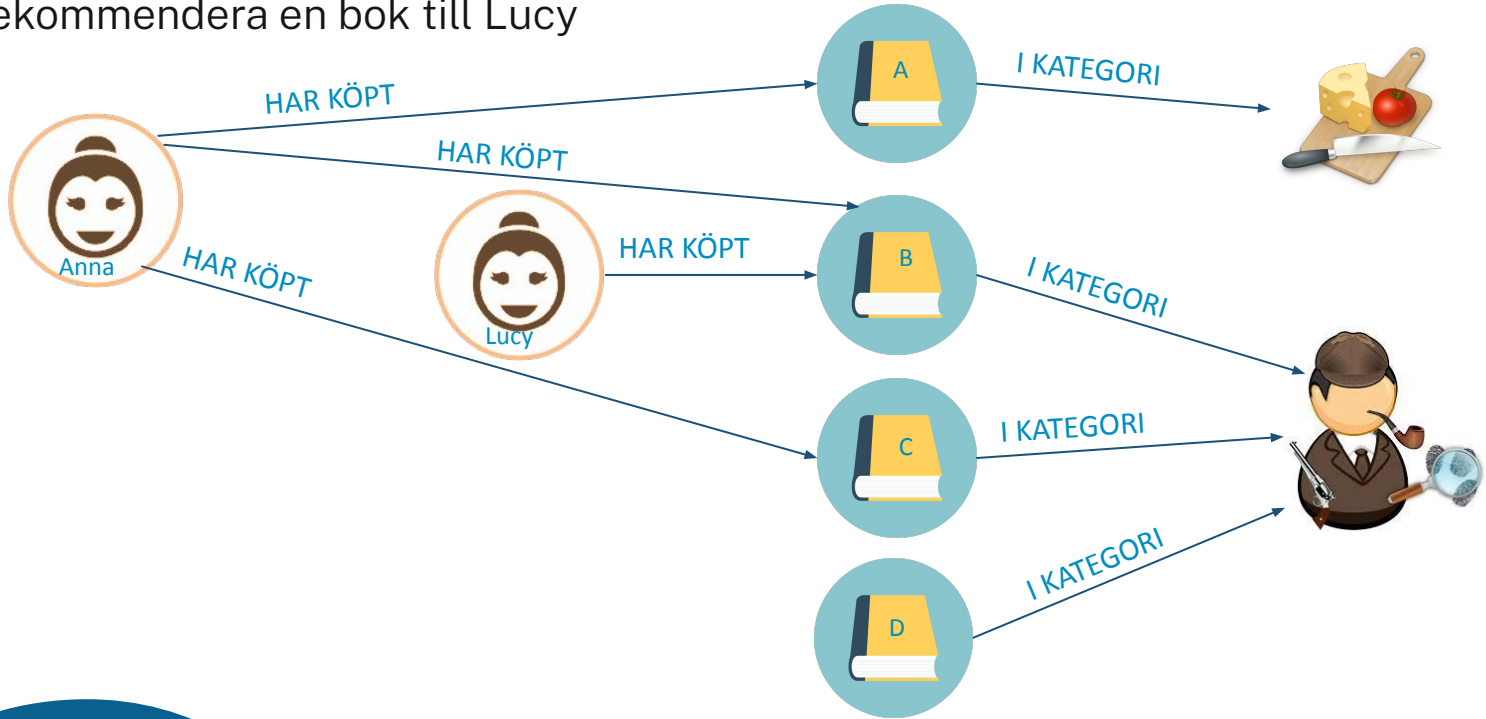 ekommendera en bok till Lucy
HAR KÖPT
A
I KATEGORI
HAR KÖPT
Anna
HAR KÖPT
Lucy
HAR KÖPT
B
I KATEGORI
C
I KATEGORI
D
I KATEGORI